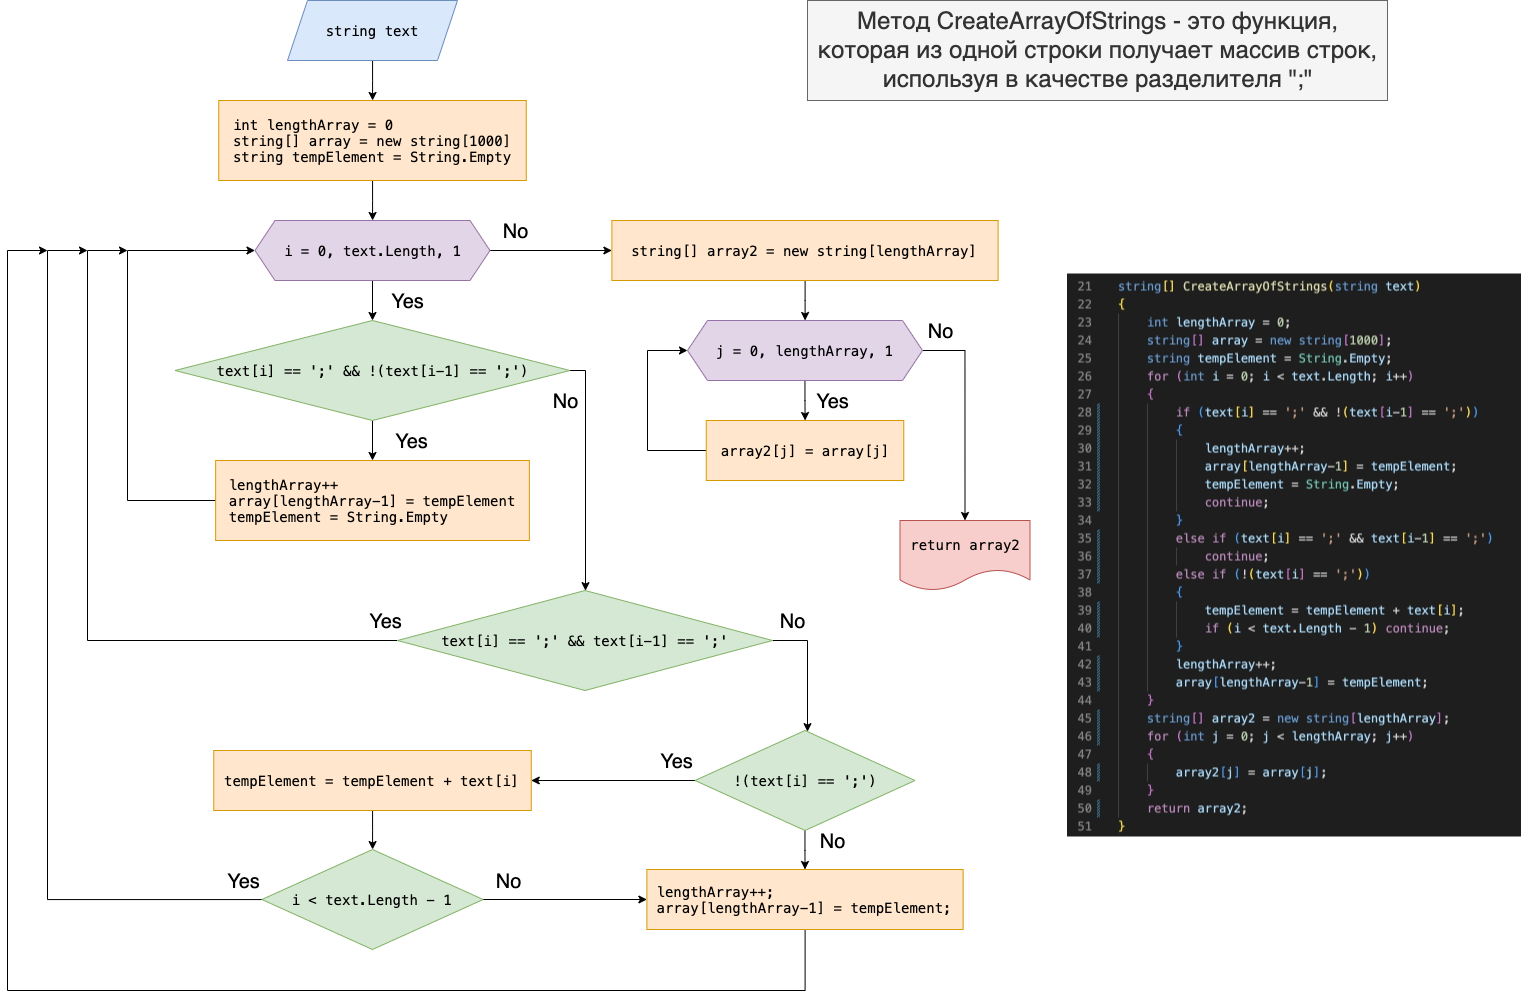 string text
Метод CreateArrayOfStrings - это функция,
которая из одной строки получает массив строк,
используя в качестве разделителя ";"
int lengthArray = 0
string[] array = new string[1000]
string tempElement = String.Empty
i = 0, text.Length, 1
No
string[] array2 = new string[lengthArray]
Yes
text[i] == ';' && !(text[i-1] == ';')
No
Yes
lengthArray++
array[lengthArray-1] = tempElement
tempElement = String.Empty
j = 0, lengthArray, 1
No
Yes
array2[j] = array[j]
return array2
Yes
text[i] == ';' && text[i-1] == ';'
No
!(text[i] == ';')
Yes
No
tempElement = tempElement + text[i]
Yes
i < text.Length - 1
No
lengthArray++;
array[lengthArray-1] = tempElement;
21 string[] CreateArrayOfStrings(string text)
22 {
23 int lengthArray = 0;
24 string[] array = new string[1000];
25 string tempElement = String.Empty;
26 for (int i = 0; i < text.Length; i++)
27 {
28 if (text[i] == ';' && !(text[i-1] == ';'))
29 {
30 lengthArray++;
31 array[lengthArray-1] = tempElement;
32 tempElement = String.Empty;
33 continue;
34 }
35 else if (text[i] == ';' && text[i-1] == ';')
36 continue;
37 else if (!(text[i] == ';'))
38 {
39 tempElement = tempElement + text[i];
40 if (i < text.Length - 1) continue;
41 }
42 lengthArray++;
43 array[lengthArray-1] = tempElement;
44 }
45 string[] array2 = new string[lengthArray];
46 for (int j = 0; j < lengthArray; j++)
47 {
48 array2[j] = array[j];
49 }
50 return array2;
51 }